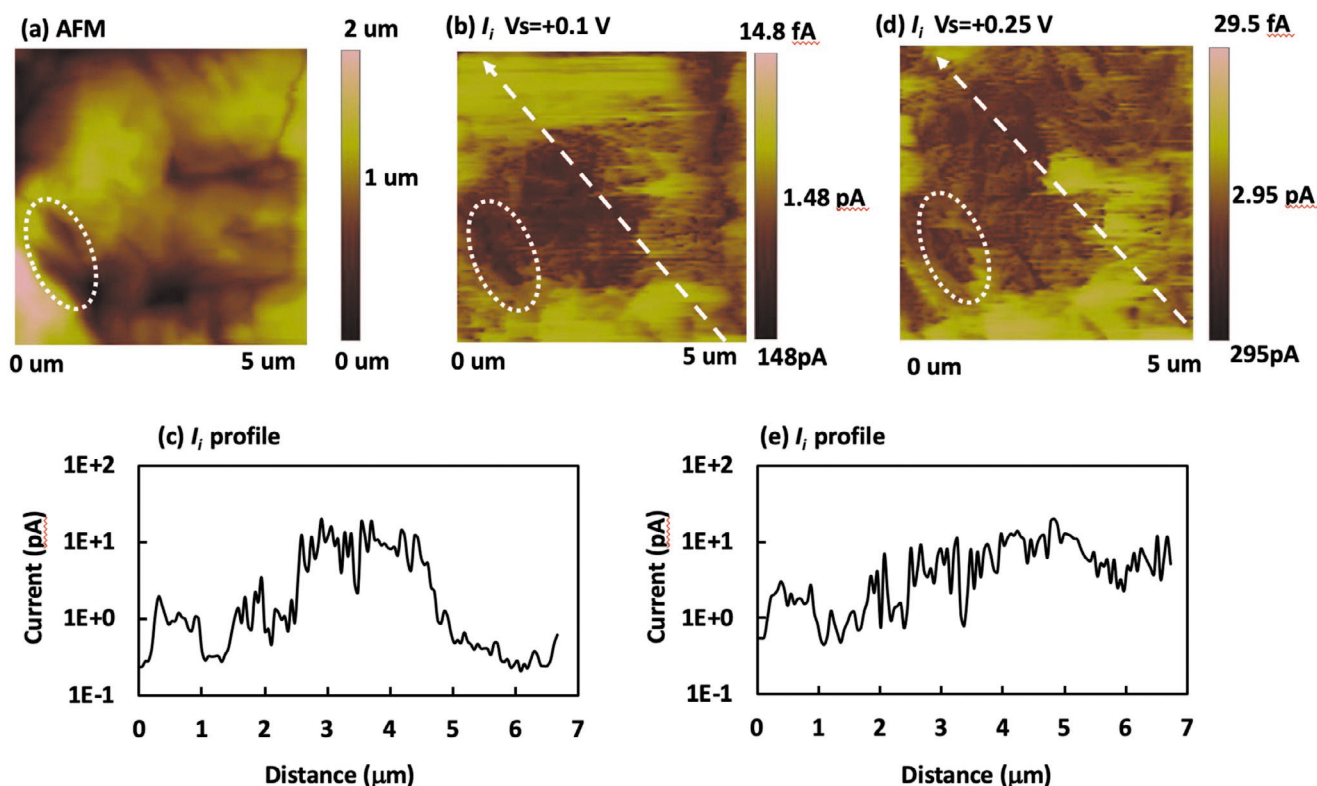 (a) AFM
2 um
1 um
0 um
0 um
5 um
(b) Ii Vs=+0.1 V
14.8 fA
1.48 pA
148pA
0 um
5 um
(d) Ii Vs=+0.25 V
29.5 fA
2.95 pA
295pA
0 um
5 um
(c) Ii profile
Current (pA)
1E+2
1E+1
1E+0
1E-1
0 1 2 3 4 5 6 7
Distance (μm)
(e) Ii profile
Current (pA)
1E+2
1E+1
1E+0
1E-1
0 1 2 3 4 5 6 7
Distance (μm)